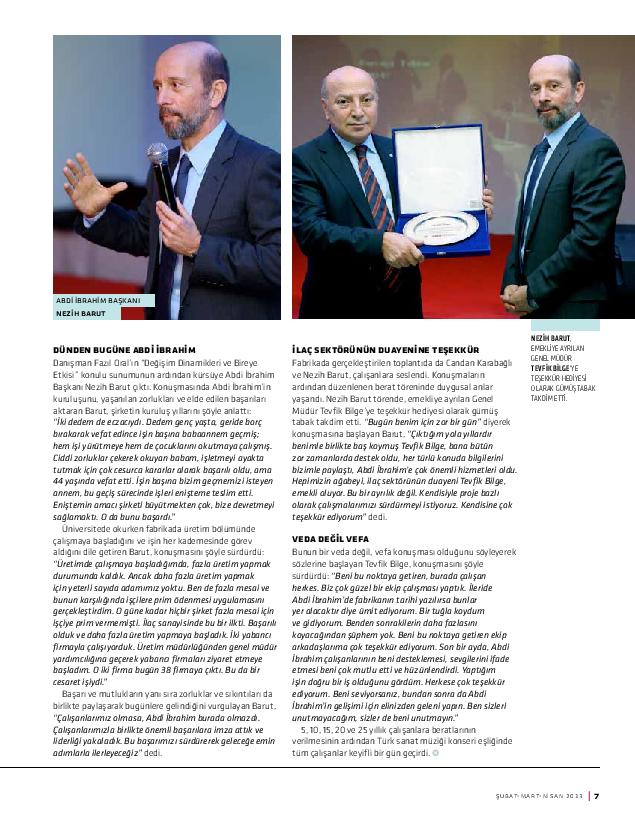 ABDİ İBRAHİM BAŞKANI
NEZİH BARUT
NEZİH BARUT,
EMEKLİYE AYRILAN
GENEL MÜDÜR
TEVFİK BİLGE'YE
TEŞEKKÜR HEDİYESİ
OLARAK GÜMÜŞ TABAK
TAKDİM ETTİ.
DÜNDEN BUGÜNE ABDİ İBRAHİM
Danışman Fazıl Oral'ın "Değişim Dinamikleri ve Bireye
Etkisi" konulu sunumunun ardından kürsüye Abdi İbrahim
Başkanı Nezih Barut çıktı. Konuşmasında Abdi İbrahim'in
kuruluşunu, yaşanılan zorlukları ve elde edilen başarıları
aktaran Barut, şirketin kuruluş yıllarını şöyle anlattı:
"İki dedem de eczacıydı. Dedem genç yaşta, geride borç
bırakarak vefat edince işin başına babaannem geçmiş;
hem işi yürütmeye hem de çocuklarını okutmaya çalışmış.
Ciddi zorluklar çekerek okuyan babam, işletmeyi ayakta
tutmak için çok cesurca kararlar alarak başarılı oldu, ama
44 yaşında vefat etti. İşin başına bizim geçmemizi isteyen
annem, bu geçiş sürecinde işleri enişteme teslim etti.
Eniştemin amacı şirketi büyütmekten çok, bize devretmeyi
sağlamaktı. O da bunu başardı."
Üniversitede okurken fabrikada üretim bölümünde
çalışmaya başladığını ve işin her kademesinde görev
aldığını dile getiren Barut, konuşmasını şöyle sürdürdü:
"Üretimde çalışmaya başladığımda, fazla üretim yapmak
durumunda kaldık. Ancak daha fazla üretim yapmak
için yeterli sayıda adamımız yoktu. Ben de fazla mesai ve
bunun karşılığında işçilere prim ödenmesi uygulamasını
gerçekleştirdim. O güne kadar hiçbir şirket fazla mesai için
işçiye prim vermemişti. İlaç sanayisinde bu bir ilkti. Başarılı
olduk ve daha fazla üretim yapmaya başladık. İki yabancı
firmayla çalışıyorduk. Üretim müdürlüğünden genel müdür
yardımcılığına geçerek yabancı firmaları ziyaret etmeye
başladım. O iki firma bugün 38 firmaya çıktı. Bu da bir
cesaret işiydi."
Başarı ve mutlukların yanı sıra zorluklar ve sıkıntıları da
birlikte paylaşarak bugünlere gelindiğini vurgulayan Barut,
"Çalışanlarımız olmasa, Abdi İbrahim burada olmazdı.
Çalışanlarımızla birlikte önemli başarılara imza attık ve
liderliği yakaladık. Bu başarımızı sürdürerek geleceğe emin
adımlarla ilerleyeceğiz" dedi.
İLAÇ SEKTÖRÜNÜN DUAYENİNE TEŞEKKÜR
Fabrikada gerçekleştirilen toplantıda da Candan Karabağlı
ve Nezih Barut, çalışanlara seslendi. Konuşmaların
ardından düzenlenen berat töreninde duygusal anlar
yaşandı. Nezih Barut törende, emekliye ayrılan Genel
Müdür Tevfik Bilge'ye teşekkür hediyesi olarak gümüş
tabak takdim etti. "Bugün benim için zor bir gün" diyerek
konuşmasına başlayan Barut, "Çıktığım yola yıllardır
benimle birlikte baş koymuş Tevfik Bilge, bana bütün
zor zamanlarda destek oldu, her türlü konuda bilgilerini
bizimle paylaştı, Abdi İbrahim'e çok önemli hizmetleri oldu.
Hepimizin ağabeyi, ilaç sektörünün duayeni Tevfik Bilge,
emekli oluyor. Bu bir ayrılık değil. Kendisiyle proje bazlı
olarak çalışmalarımızı sürdürmeyi istiyoruz. Kendisine çok
teşekkür ediyorum" dedi.
VEDA DEĞİL VEFA
Bunun bir veda değil, vefa konuşması olduğunu söyleyerek
sözlerine başlayan Tevfik Bilge, konuşmasını şöyle
sürdürdü: "Beni bu noktaya getiren, burada çalışan
herkes. Biz çok güzel bir ekip çalışması yaptık. İleride
Abdi İbrahim'de fabrikanın tarihi yazılırsa bunlar
yer alacaktır diye ümit ediyorum. Bir tuğla koydum
ve gidiyorum. Benden sonrakilerin daha fazlasını
koyacağından şüphem yok. Beni bu noktaya getiren ekip
arkadaşlarıma çok teşekkür ediyorum. Son bir ayda, Abdi
İbrahim çalışanlarının beni desteklemesi, sevgilerini ifade
etmesi beni çok mutlu etti ve hüzünlendirdi. Yaptığım
işin doğru bir iş olduğunu gördüm. Herkese çok teşekkür
ediyorum. Beni seviyorsanız, bundan sonra da Abdi
İbrahim'in gelişimi için elinizden geleni yapın. Ben sizleri
unutmayacağım, sizler de beni unutmayın."
5, 10, 15, 20 ve 25 yıllık çalışanlara beratlarının
verilmesinin ardından Türk sanat müziği konseri eşliğinde
tüm çalışanlar keyifli bir gün geçirdi.
ŞUBAT-MART-NİSAN 2013 | 7